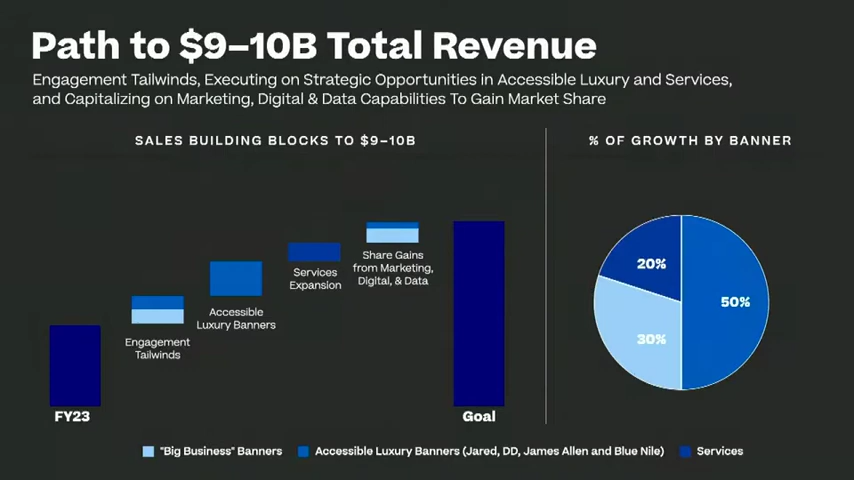 Path to $9–10B Total Revenue
Engagement Tailwinds, Executing on Strategic Opportunities in Accessible Luxury and Services,
and Capitalizing on Marketing, Digital & Data Capabilities To Gain Market Share
SALES BUILDING BLOCKS TO $9–10B
FY23
Engagement
Tailwinds
Accessible
Luxury Banners
Services
Expansion
Share Gains
from Marketing,
Digital, & Data
Goal
% OF GROWTH BY BANNER
20%
50%
30%
"Big Business" Banners
Accessible Luxury Banners (Jared, DD, James Allen and Blue Nile)
Services